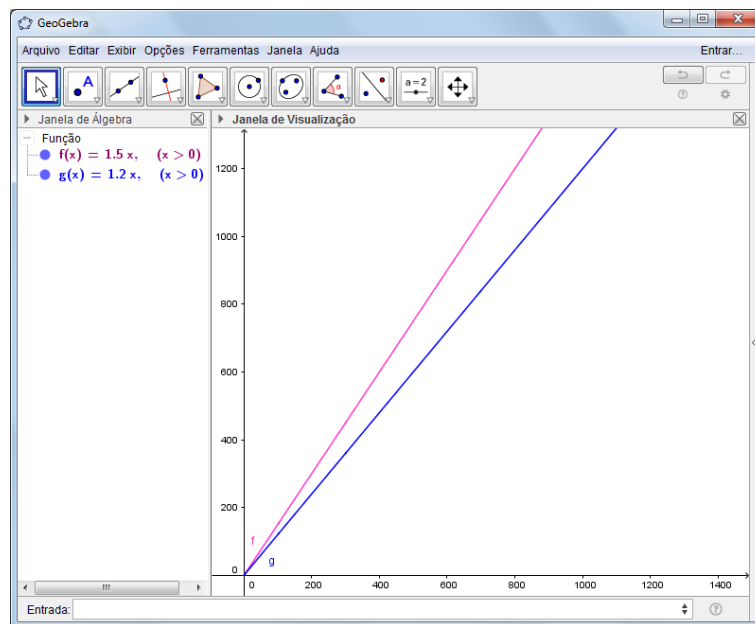 GeoGebra
Arquivo Editar Exibir Opções Ferramentas Janela Ajuda Entrar...
A α a=2
Janela de Álgebra
Janela de Visualização
Função
f(x) = 1.5 x, (x > 0)
g(x) = 1.2 x, (x > 0)
1200
1000
800
600
400
200
0
f
g
0 200 400 600 800 1000 1200 1400
Entrada: